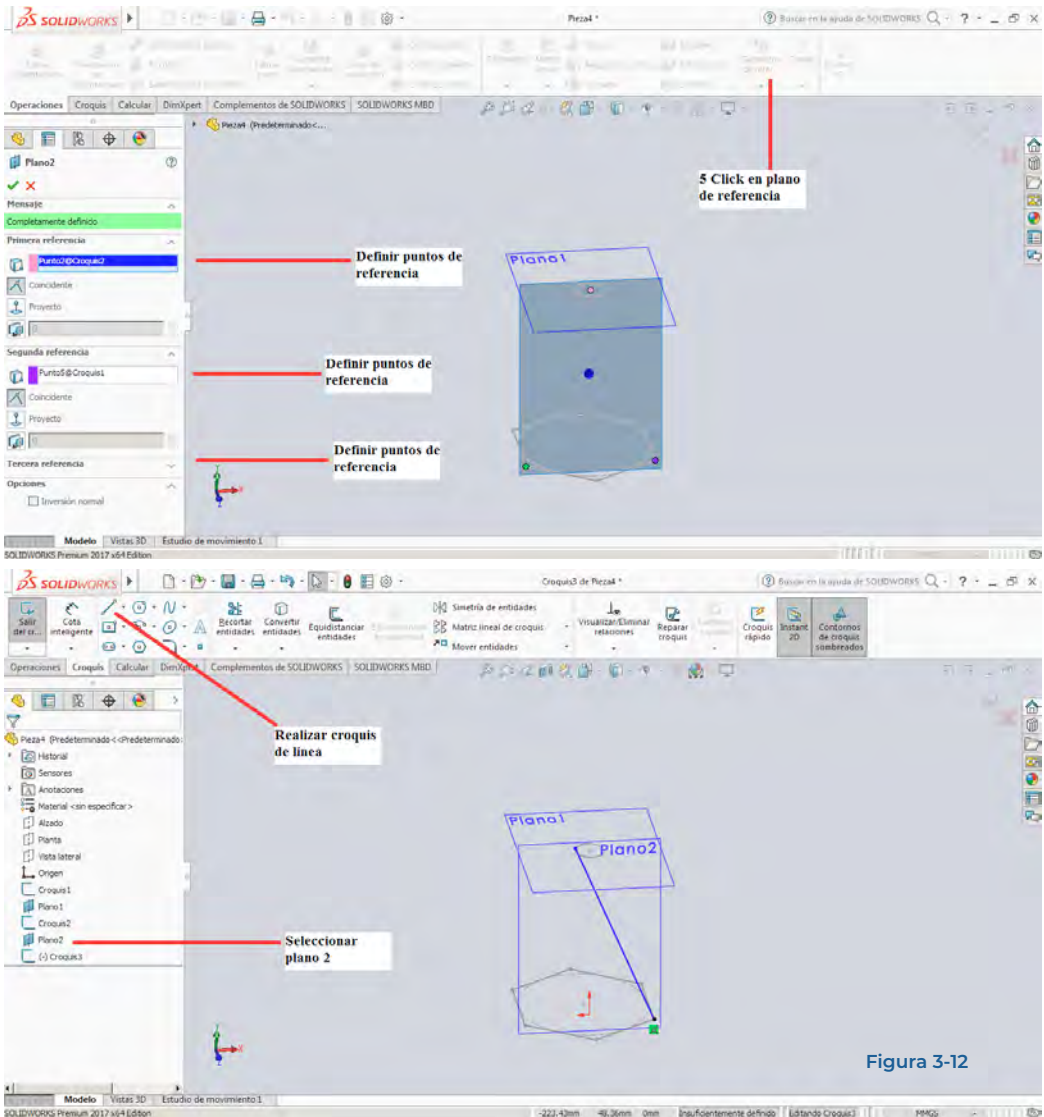 SOLIDWORKS
Pieza4 *
Buscar en la ayuda de SOLIDWORKS
Operaciones Croquis Calcular DimXpert Complementos de SOLIDWORKS SOLIDWORKS MBD
Pieza4 (Predeterminado<...
Plano2
Mensaje
Completamente definido
Primera referencia
Punto2@Croquis2
Coincidente
Proyecto
Segunda referencia
Punto5@Croquis1
Coincidente
Proyecto
Tercera referencia
Opciones
Inversión normal
5 Click en plano
de referencia
Definir puntos de
referencia
Definir puntos de
referencia
Definir puntos de
referencia
Plano1
Modelo Vistas 3D Estudio de movimiento 1
SOLIDWORKS Premium 2017 x64 Edition
SOLIDWORKS
Croquis3 de Pieza4 *
Buscar en la ayuda de SOLIDWORKS
Salir
del cr...
Cota
inteligente
Recortar
entidades
Convertir
entidades
Equidistanciar
entidades
Simetría de entidades
Matriz lineal de croquis
Mover entidades
Visualizar/Eliminar
relaciones
Reparar
croquis
Croquis
rápido
Instant
2D
Contornos
de croquis
sombreados
Operaciones Croquis Calcular DimXpert Complementos de SOLIDWORKS SOLIDWORKS MBD
Pieza4 (Predeterminado<<Predeterminado
Historial
Sensores
Anotaciones
Material <sin especificar>
Alzado
Planta
Vista lateral
Origen
Croquis1
Plano1
Croquis2
Plano2
(-) Croquis3
Realizar croquis
de linea
Seleccionar
plano 2
Plano1
Plano2
Figura 3-12
Modelo Vistas 3D Estudio de movimiento 1
SOLIDWORKS Premium 2017 x64 Edition
-223.43mm 48.36mm 0mm Insuficientemente definido Editando Croquis3 MMGS